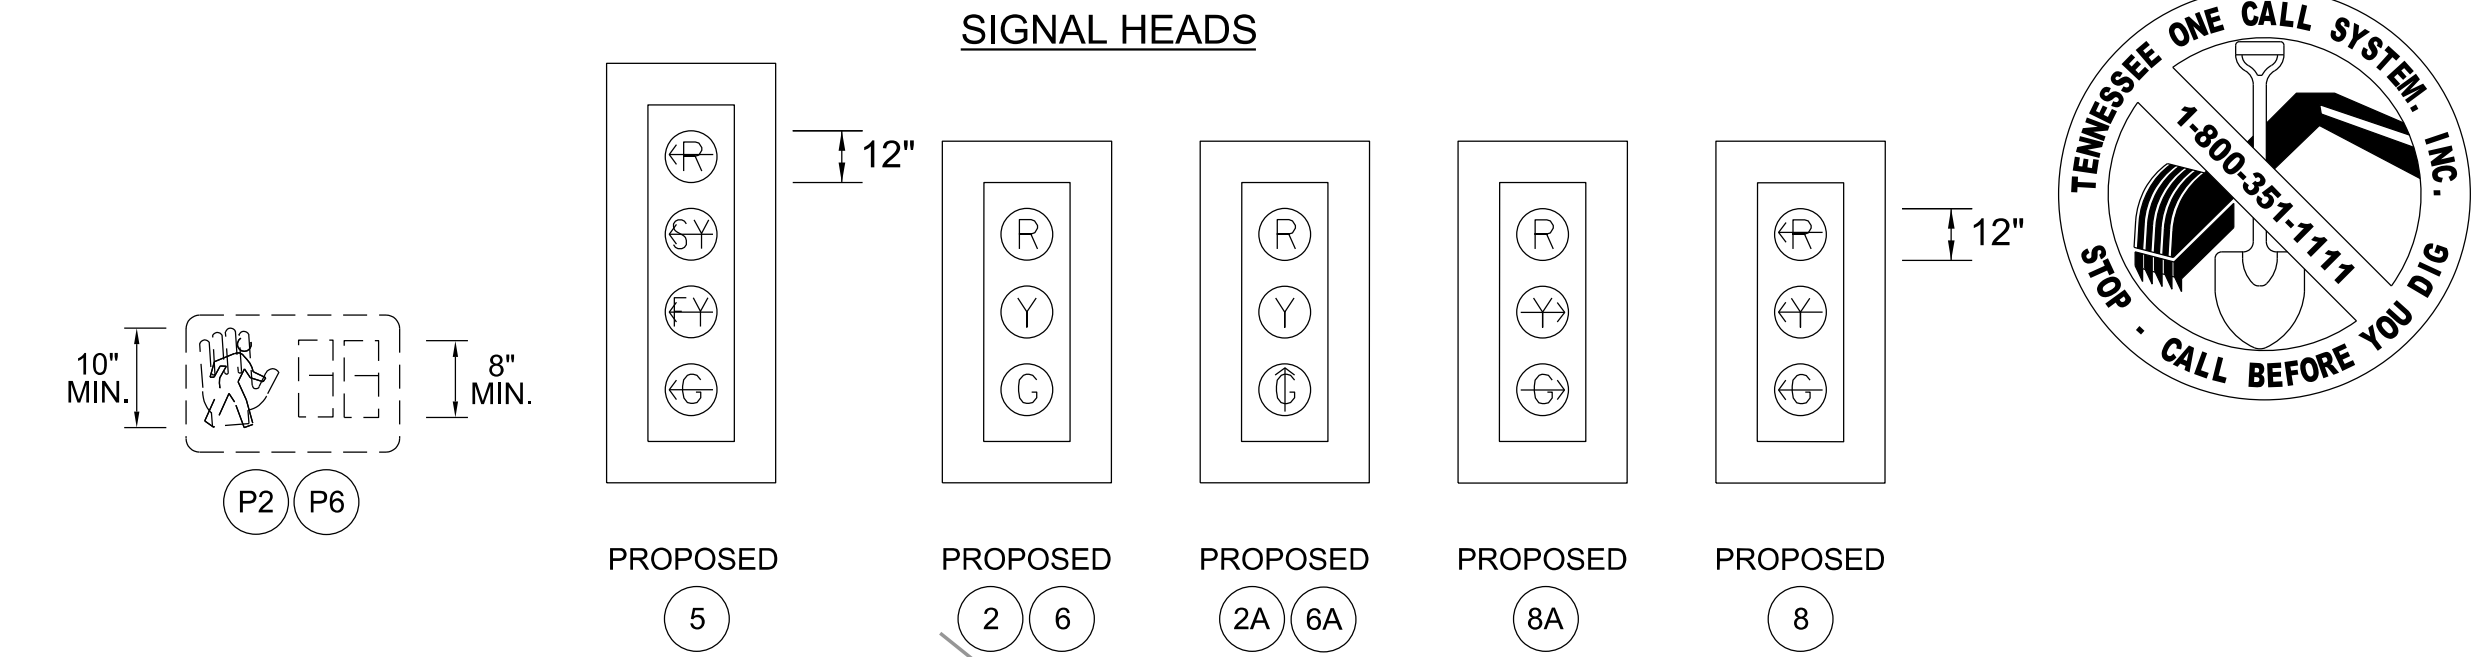 SIGNAL HEADS
TENNESSEE ONE CALL SYSTEM. INC.
1-800-351-1111
STOP - CALL BEFORE YOU DIG
10"
MIN.
8"
MIN.
P2 P6
R
SY
FY
G
12"
PROPOSED
5
R
Y
G
PROPOSED
2 6
R
Y
G
PROPOSED
2A 6A
R
Y
G
PROPOSED
8A
R
Y
G
12"
PROPOSED
8